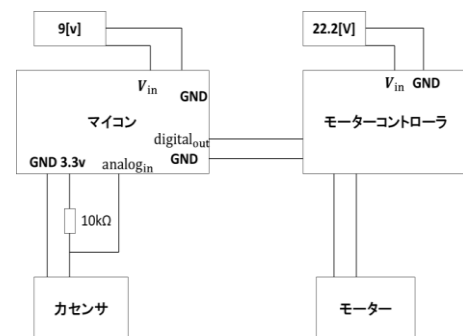 9[v]
22.2[V]
Vin
GND
Vin GND
マイコン
モーターコントローラ
digitalout
GND
GND 3.3v analogin
10kΩ
力センサ
モーター